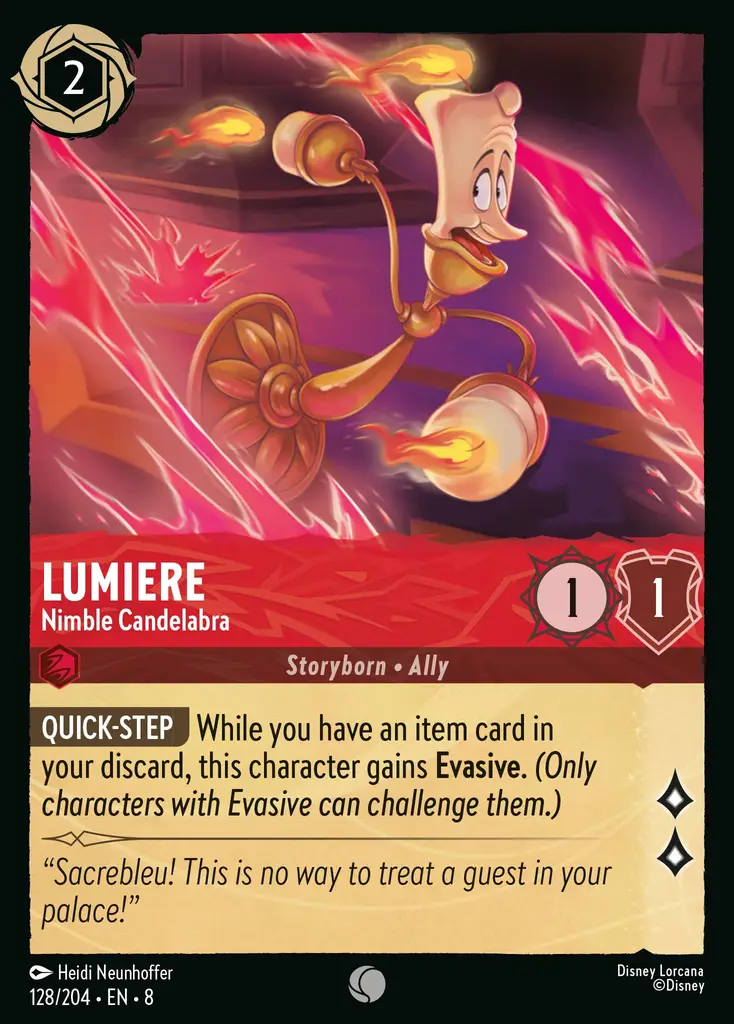 2
LUMIERE
Nimble Candelabra
1
1
Storyborn • Ally
QUICK-STEP While you have an item card in
your discard, this character gains Evasive. (Only
characters with Evasive can challenge them.)
“Sacrebleu! This is no way to treat a guest in your
palace!”
Heidi Neunhoffer
128/204 • EN • 8
Disney Lorcana
©Disney